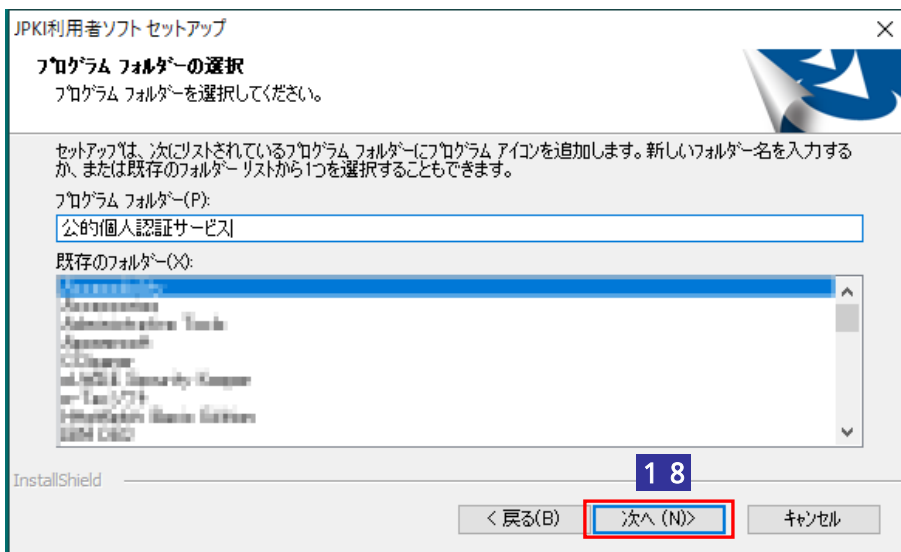 JPKI利用者ソフト セットアップ
プログラム フォルダーの選択
プログラム フォルダーを選択してください。
セットアップは、次にリストされているプログラム フォルダーにプログラム アイコンを追加します。新しいフォルダー名を入力する
か、または既存のフォルダー リストから1つを選択することもできます。
プログラム フォルダー(P):
公的個人認証サービス
既存のフォルダー(X):
Administrative Tools
InstallShield
18
< 戻る(B)
次へ (N)>
キャンセル